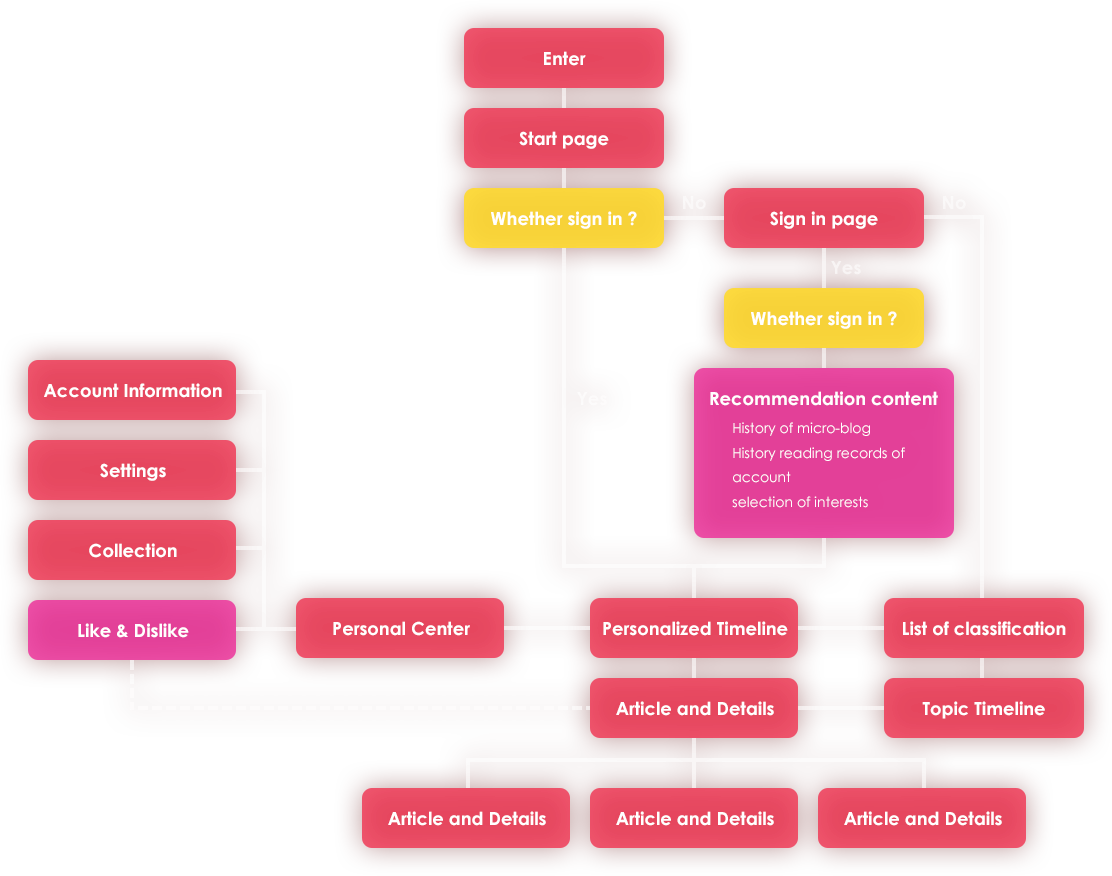 Enter
Start page
Whether sign in ?
No
Sign in page
No
Yes
Whether sign in ?
Account Information
Yes
Recommendation content
History of micro-blog
History reading records of
account
selection of interests
Settings
Collection
Like & Dislike
Personal Center
Personalized Timeline
List of classification
Article and Details
Topic Timeline
Article and Details
Article and Details
Article and Details